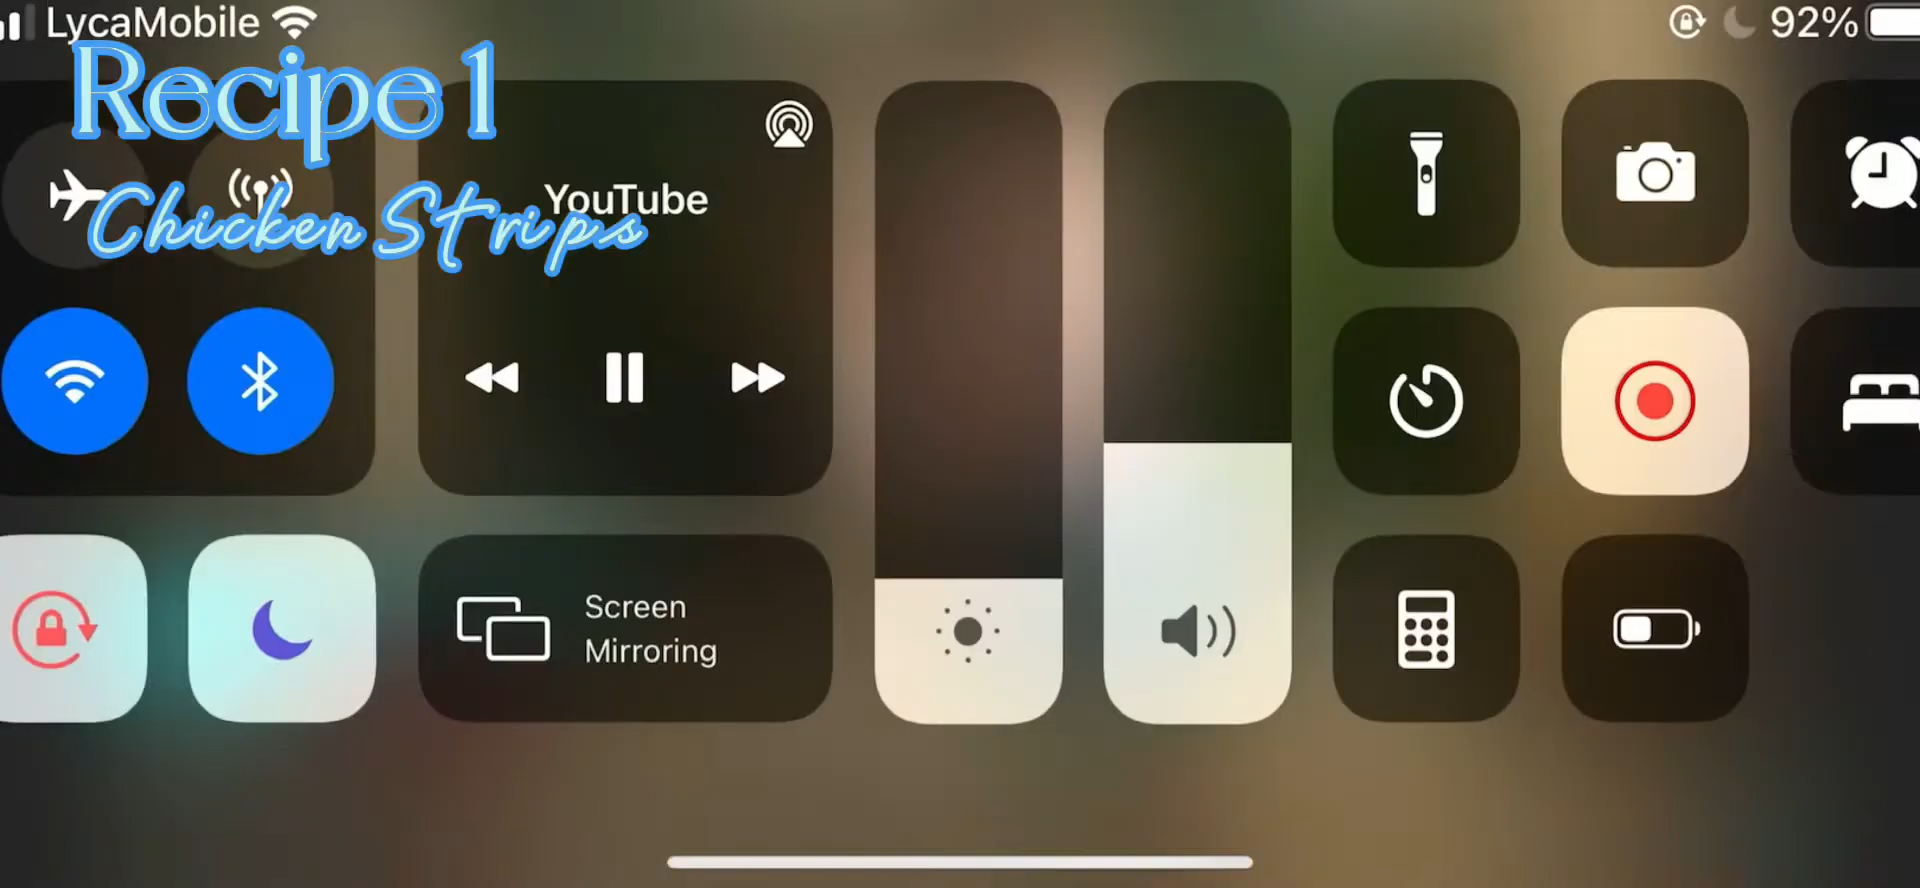 LycaMobile
92%
Recipe 1
Chicken Strips
YouTube
Screen
Mirroring